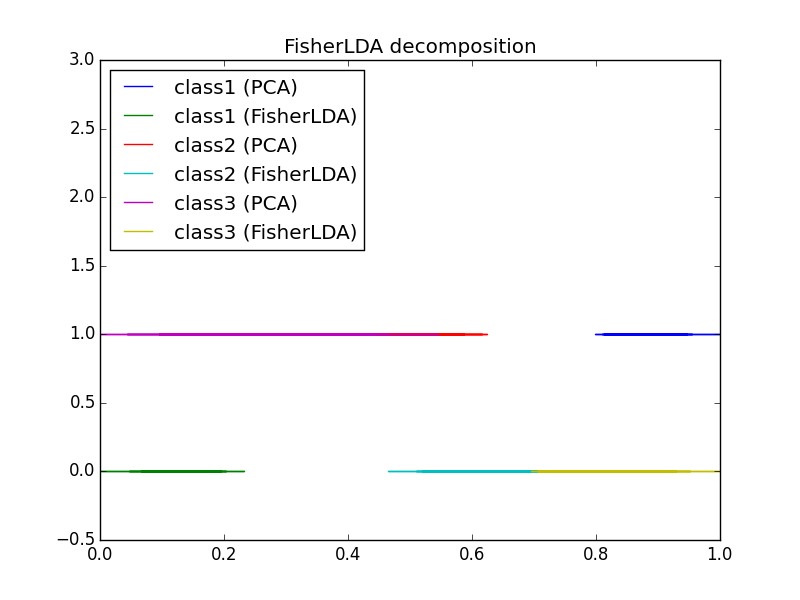 FisherLDA decomposition
3.0
2.5
2.0
1.5
1.0
0.5
0.0
−0.5
class1 (PCA)
class1 (FisherLDA)
class2 (PCA)
class2 (FisherLDA)
class3 (PCA)
class3 (FisherLDA)
0.0 0.2 0.4 0.6 0.8 1.0